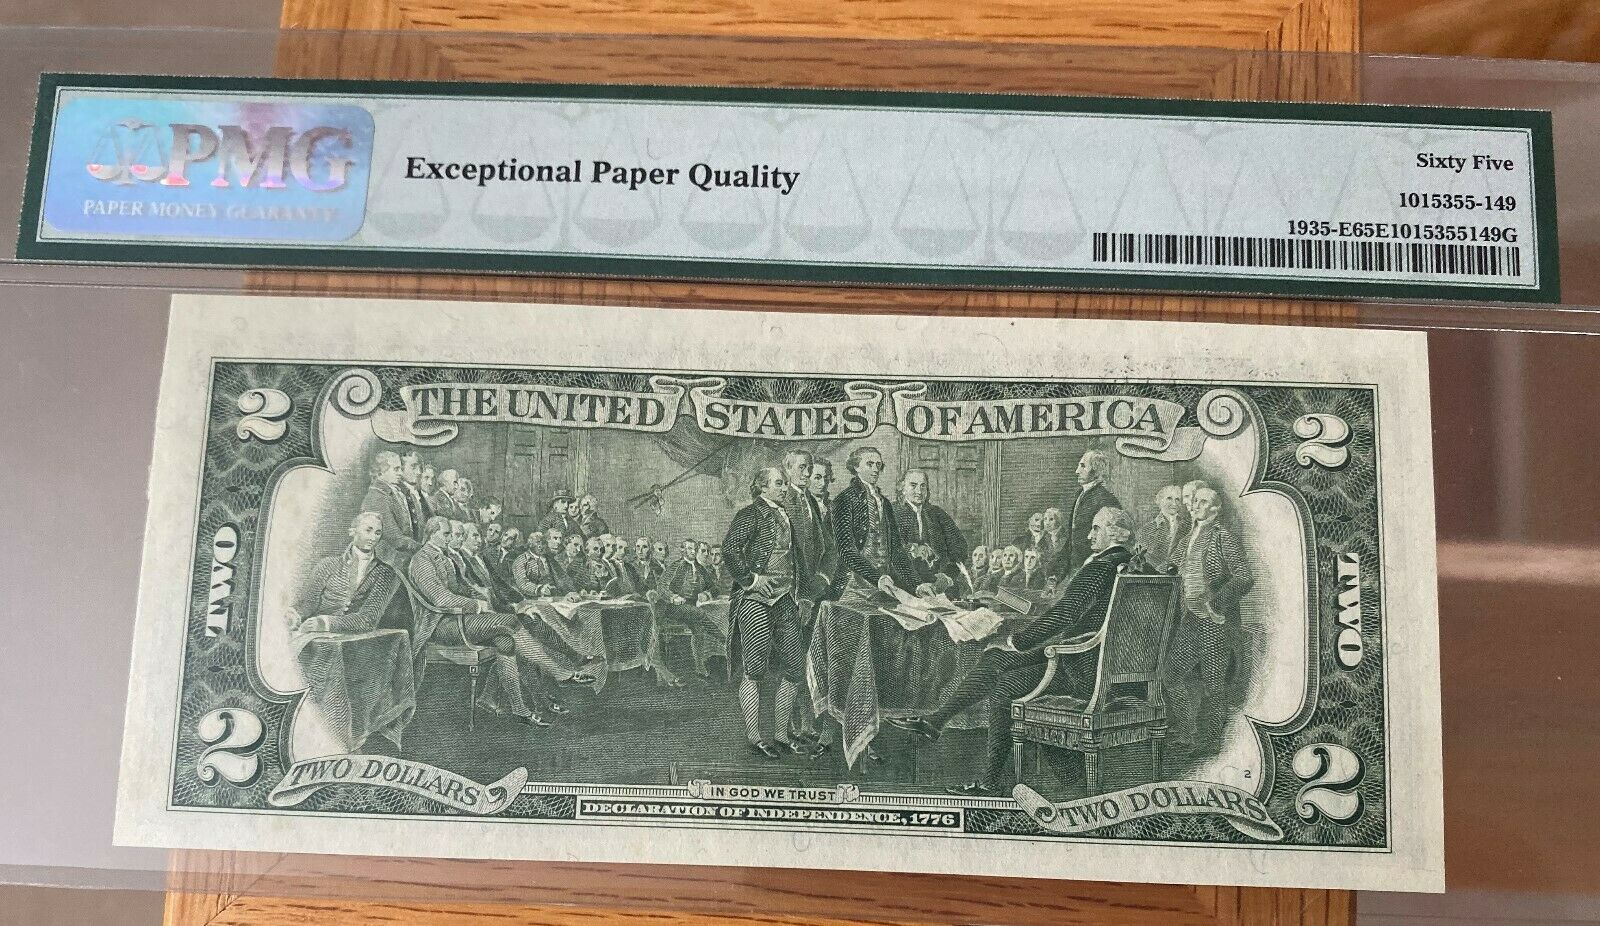 PMG
PAPER MONEY GUARANTY
Exceptional Paper Quality
Sixty Five
1015355-149
1935-E65E1015355149G
2
THE UNITED STATES OF AMERICA
2
TWO
TWO
2
TWO DOLLARS
IN GOD WE TRUST
DECLARATION OF INDEPENDENCE, 1776
2
TWO DOLLARS
2